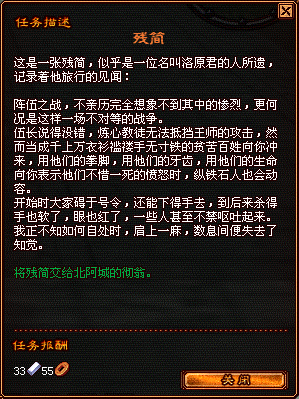 任务描述
残简
这是一张残简，似乎是一位名叫洛原君的人所遗，
记录着他旅行的见闻：
阵伍之战，不亲历完全想象不到其中的惨烈，更何
况是这样一场不对等的战争。
伍长说得没错，炼心教徒无法抵挡王师的攻击，然
而当成千上万衣衫褴褛手无寸铁的贫苦百姓向你冲
来，用他们的拳脚，用他们的牙齿，用他们的生命
向你表示他们不惜一死的愤怒时，纵铁石人也会动
容。
开始时大家碍于号令，还能下得手去，到后来杀得
手也软了，眼也红了，一些人甚至不禁呕吐起来。
我正不知如何自处时，肩上一麻，数息间便失去了
知觉。
将残简交给北阿城的彻翁。
任务报酬
33 55
关闭